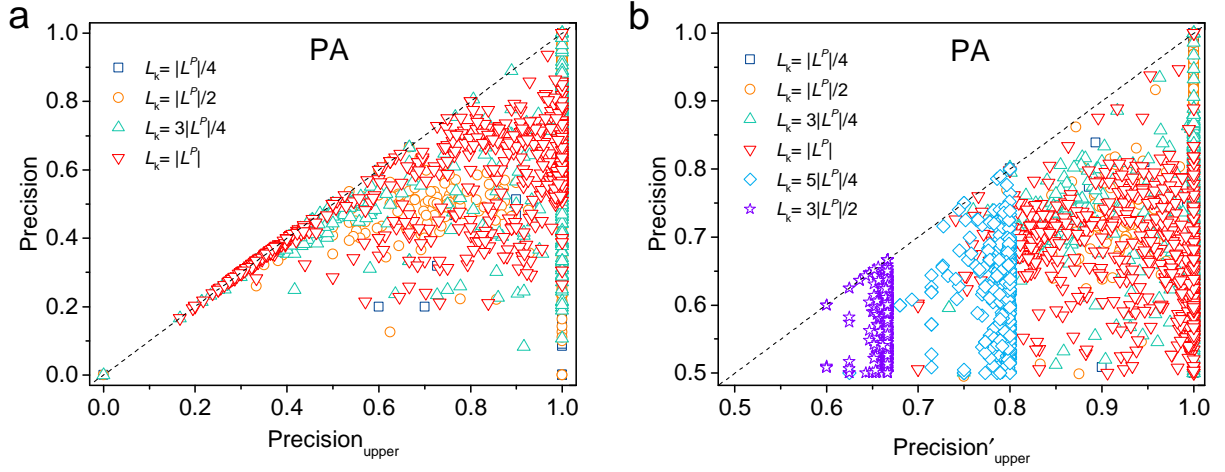 a
PA
L_k = |L^P|/4
L_k = |L^P|/2
L_k = 3|L^P|/4
L_k = |L^P|
Precision
1.0
0.8
0.6
0.4
0.2
0.0
0.0 0.2 0.4 0.6 0.8 1.0
Precision_upper
b
PA
L_k = |L^P|/4
L_k = |L^P|/2
L_k = 3|L^P|/4
L_k = |L^P|
L_k = 5|L^P|/4
L_k = 3|L^P|/2
Precision
1.0
0.9
0.8
0.7
0.6
0.5
0.5 0.6 0.7 0.8 0.9 1.0
Precision′_upper